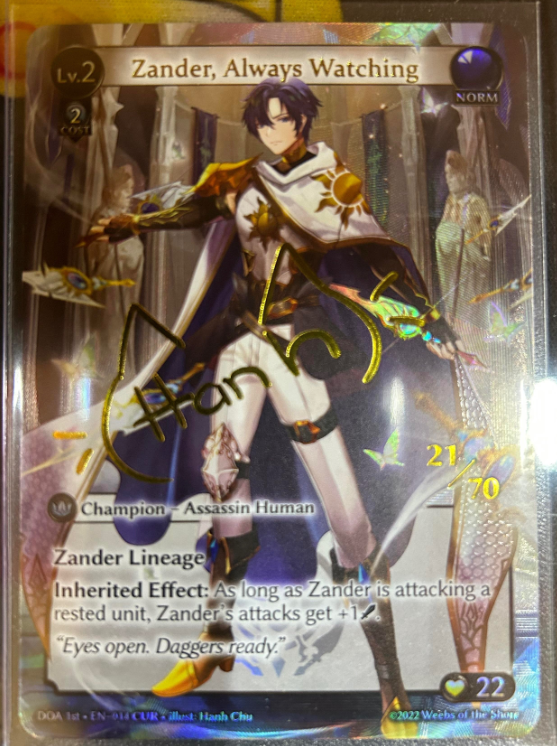 Lv.2
Zander, Always Watching
NORM
2
COST
21/70
Champion – Assassin Human
Zander Lineage
Inherited Effect: As long as Zander is attacking a
rested unit, Zander's attacks get +1.
"Eyes open. Daggers ready."
22
DOA 1st • EN-014 CUR • illust: Hanh Chu
©2022 Weebs of the Shore